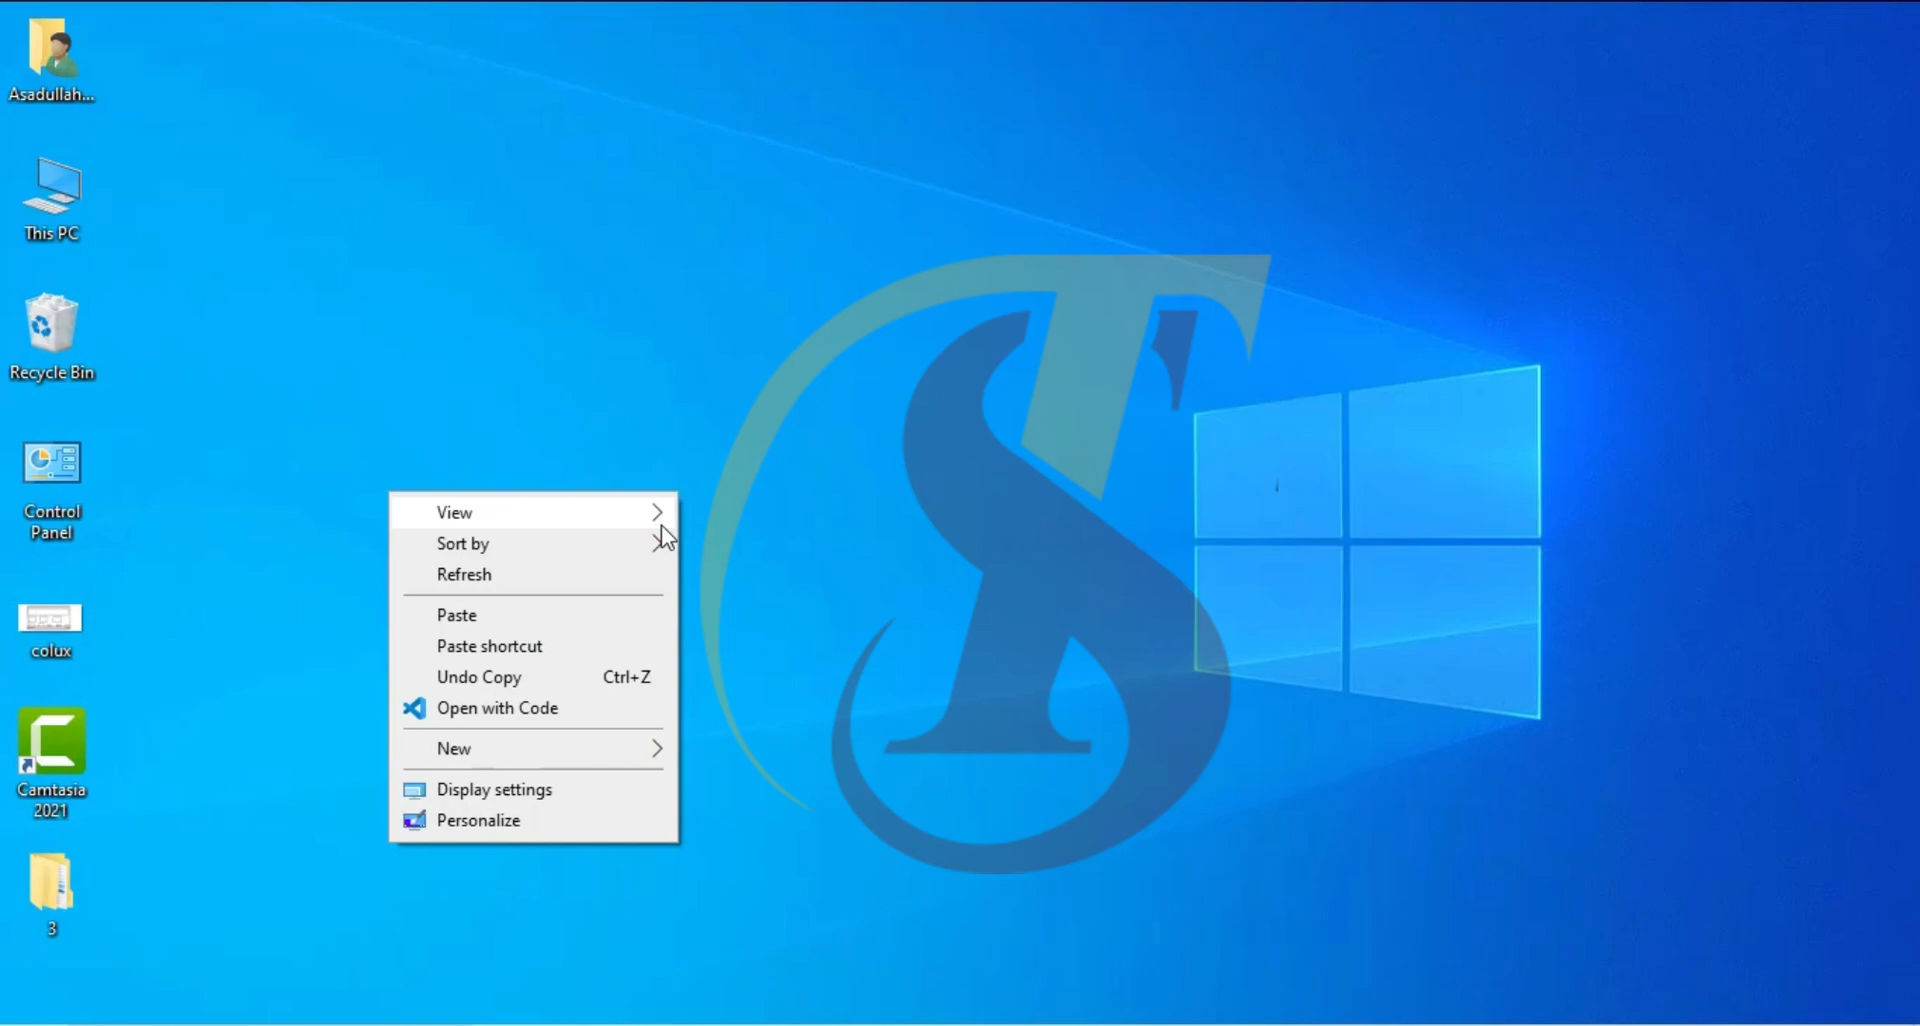 Asadullah...
This PC
Recycle Bin
Control
Panel
colux
Camtasia
2021
3
View
Sort by
Refresh
Paste
Paste shortcut
Undo Copy Ctrl+Z
Open with Code
New
Display settings
Personalize
TS